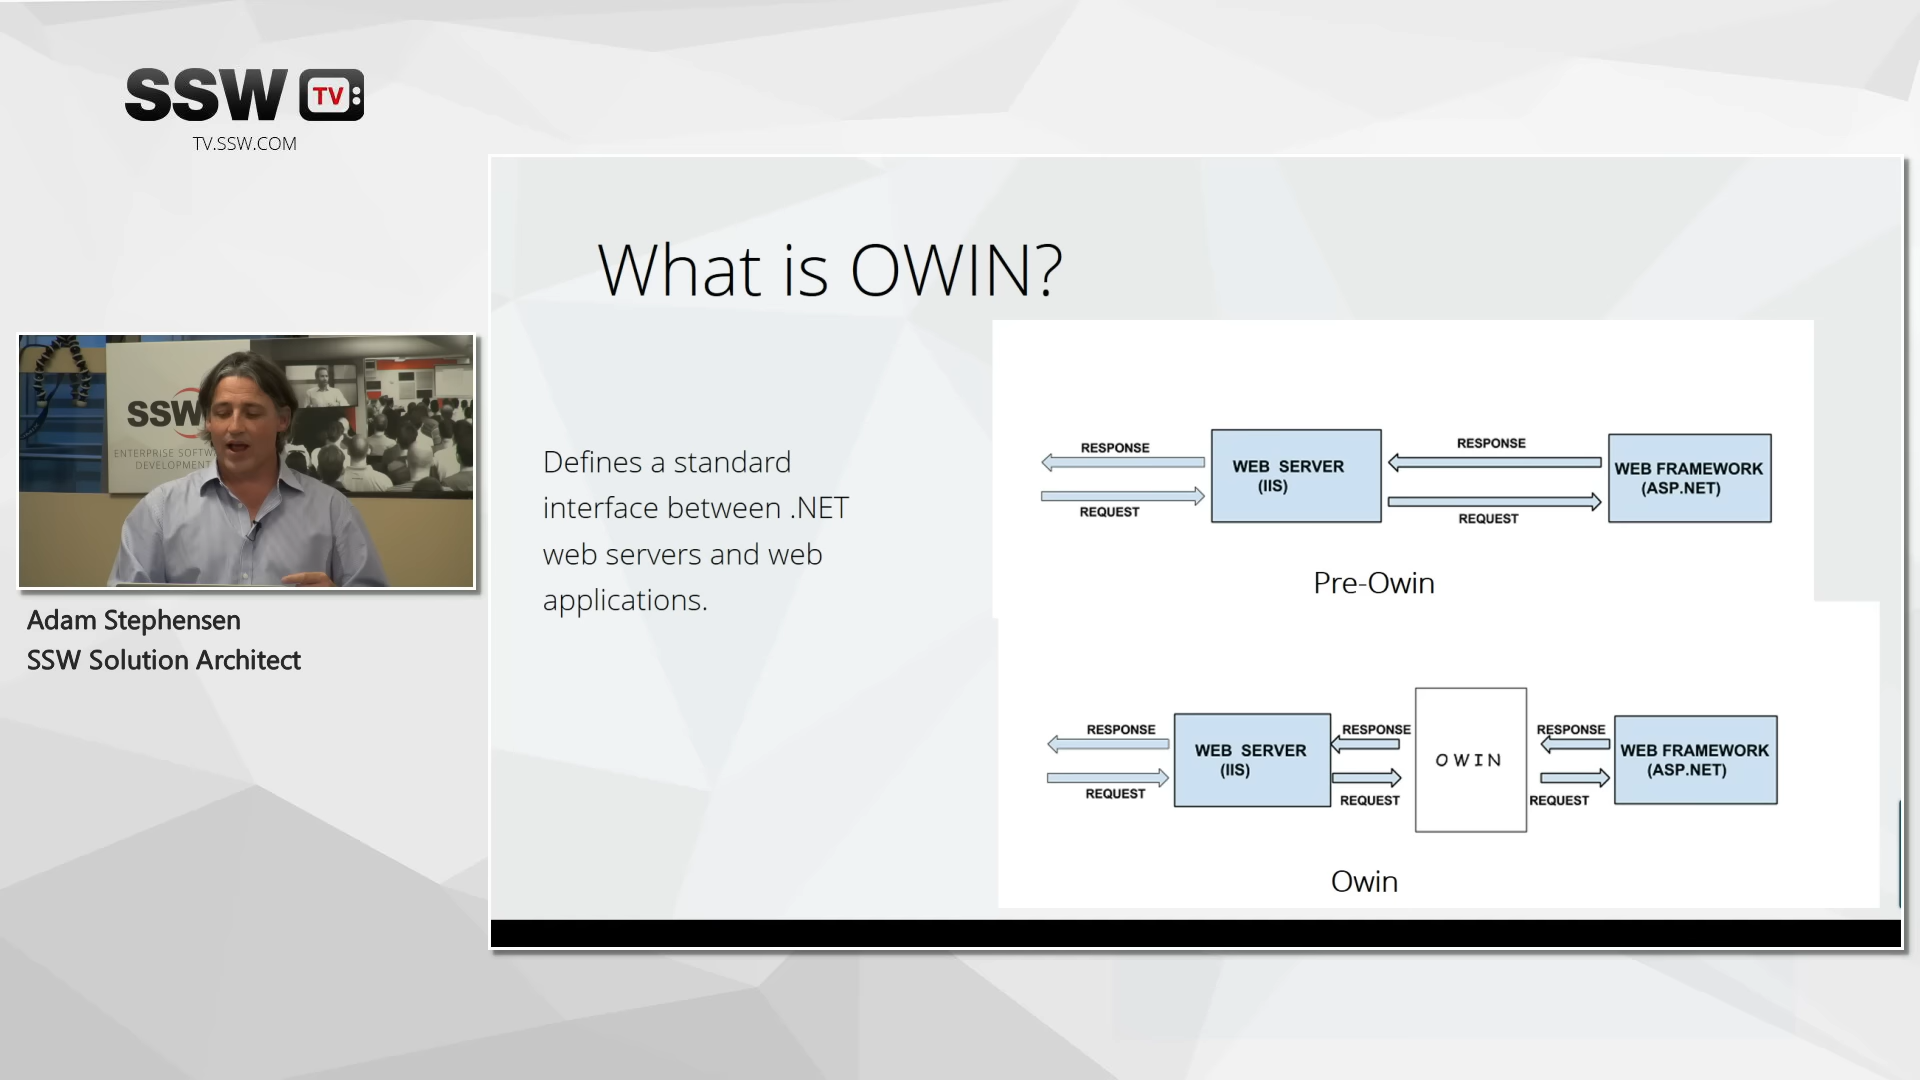 SSW TV
TV.SSW.COM
What is OWIN?
Defines a standard
interface between .NET
web servers and web
applications.
RESPONSE
REQUEST
WEB SERVER
(IIS)
RESPONSE
REQUEST
WEB FRAMEWORK
(ASP.NET)
Pre-Owin
RESPONSE
REQUEST
WEB SERVER
(IIS)
RESPONSE
REQUEST
OWIN
RESPONSE
REQUEST
WEB FRAMEWORK
(ASP.NET)
Owin
SSW
ENTERPRISE
DEVELOPMENT
Adam Stephensen
SSW Solution Architect